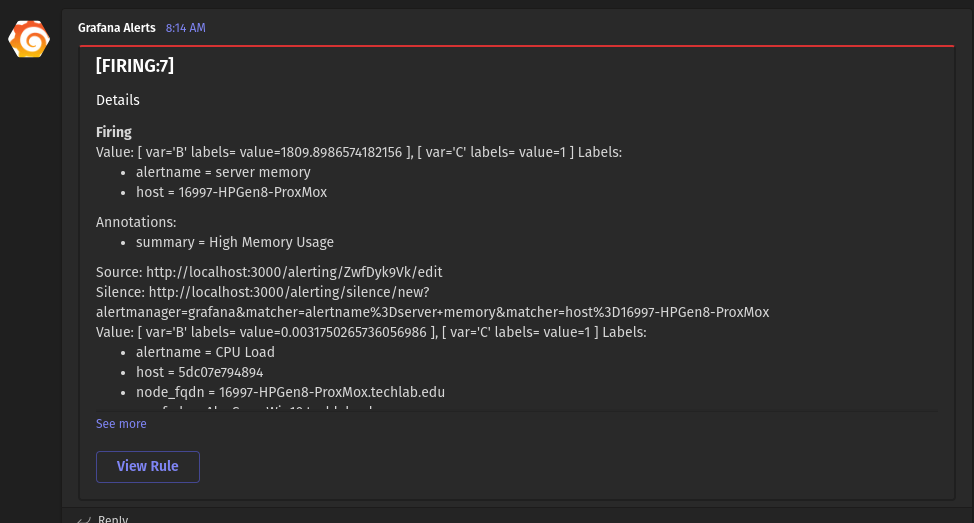 Grafana Alerts 8:14 AM
[FIRING:7]
Details
Firing
Value: [ var='B' labels= value=1809.8986574182156 ], [ var='C' labels= value=1 ] Labels:
• alertname = server memory
• host = 16997-HPGen8-ProxMox
Annotations:
• summary = High Memory Usage
Source: http://localhost:3000/alerting/ZwfDyk9Vk/edit
Silence: http://localhost:3000/alerting/silence/new?
alertmanager=grafana&matcher=alertname%3Dserver+memory&matcher=host%3D16997-HPGen8-ProxMox
Value: [ var='B' labels= value=0.0031750265736056986 ], [ var='C' labels= value=1 ] Labels:
• alertname = CPU Load
• host = 5dc07e794894
• node_fqdn = 16997-HPGen8-ProxMox.techlab.edu
See more
View Rule
Reply